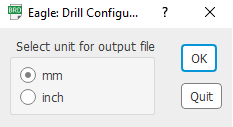 BRD
Eagle: Drill Configu...
?
Select unit for output file
mm
inch
OK
Quit